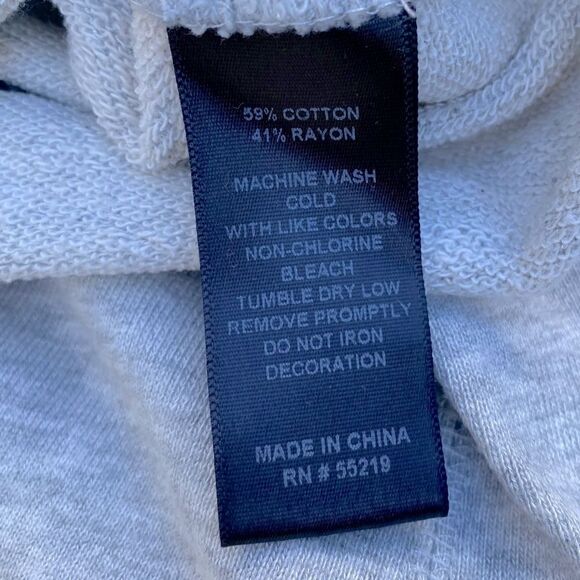 59% COTTON
41% RAYON
MACHINE WASH
COLD
WITH LIKE COLORS
NON-CHLORINE
BLEACH
TUMBLE DRY LOW
REMOVE PROMPTLY
DO NOT IRON
DECORATION
MADE IN CHINA
RN # 55219